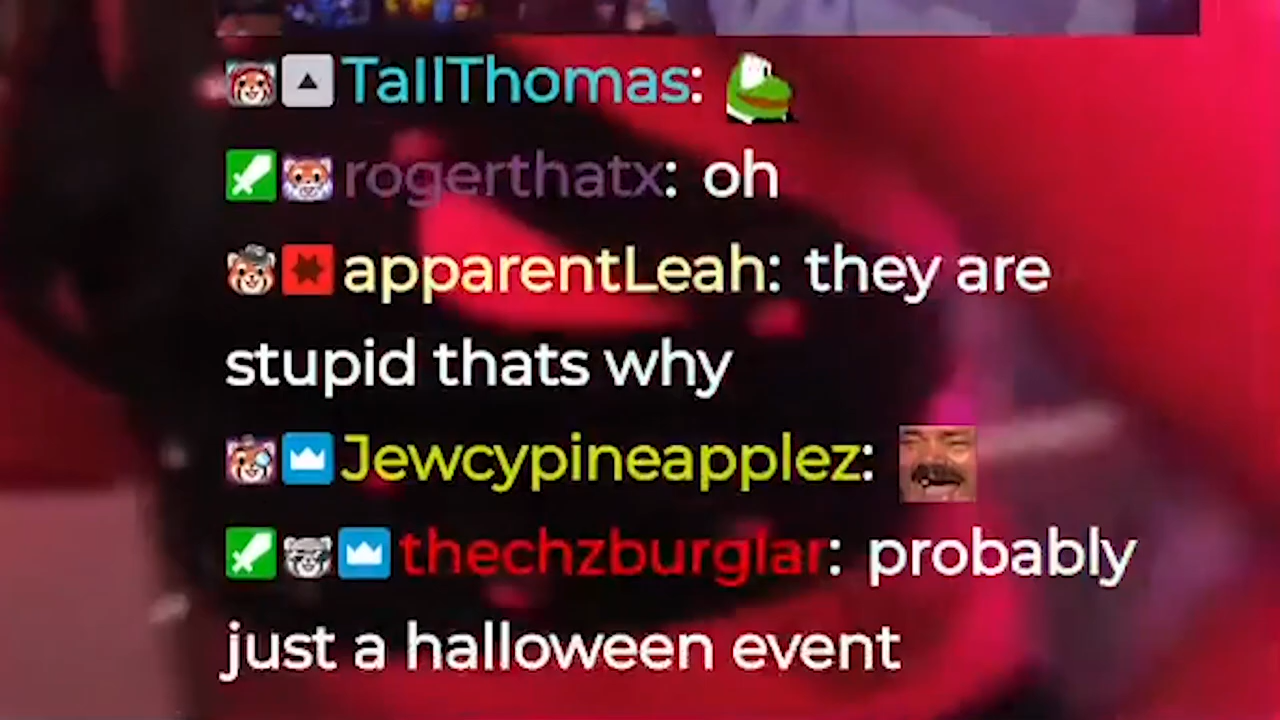 TallThomas:
rogerthatx: oh
apparentLeah: they are
stupid thats why
Jewcypineapplez:
thechzburglar: probably
just a halloween event